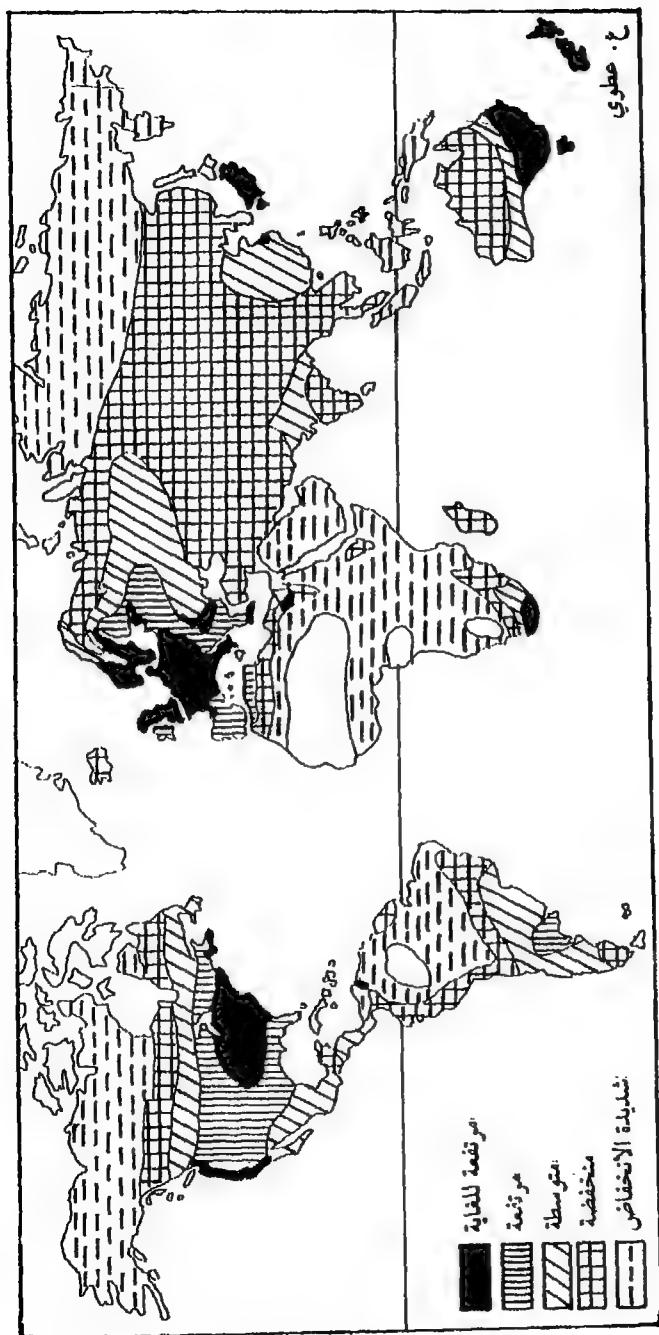 مرتفعة للغاية
مرتفعة
متوسطة
منخفضة
شديدة الانخفاض
ع. عطوي